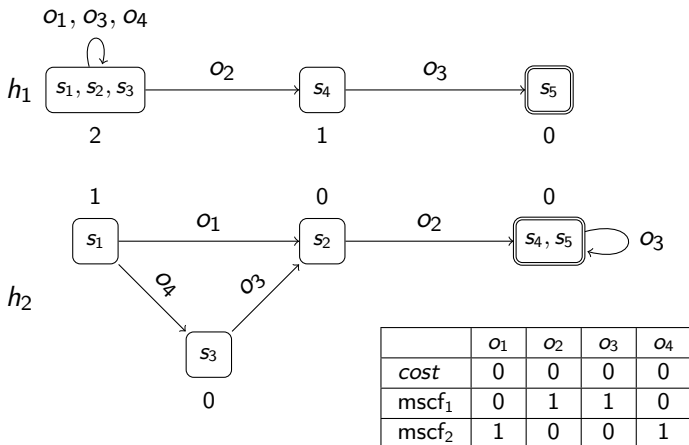 o₁, o₃, o₄
o₂ o₃
h₁ s₁, s₂, s₃ s₄ s₅
2 1 0
1 0 0
o₁ o₂
s₁ s₂ s₄, s₅ o₃
o₄ o₃
h₂
s₃
0
o₁ o₂ o₃ o₄
cost 0 0 0 0
mscf₁ 0 1 1 0
mscf₂ 1 0 0 1